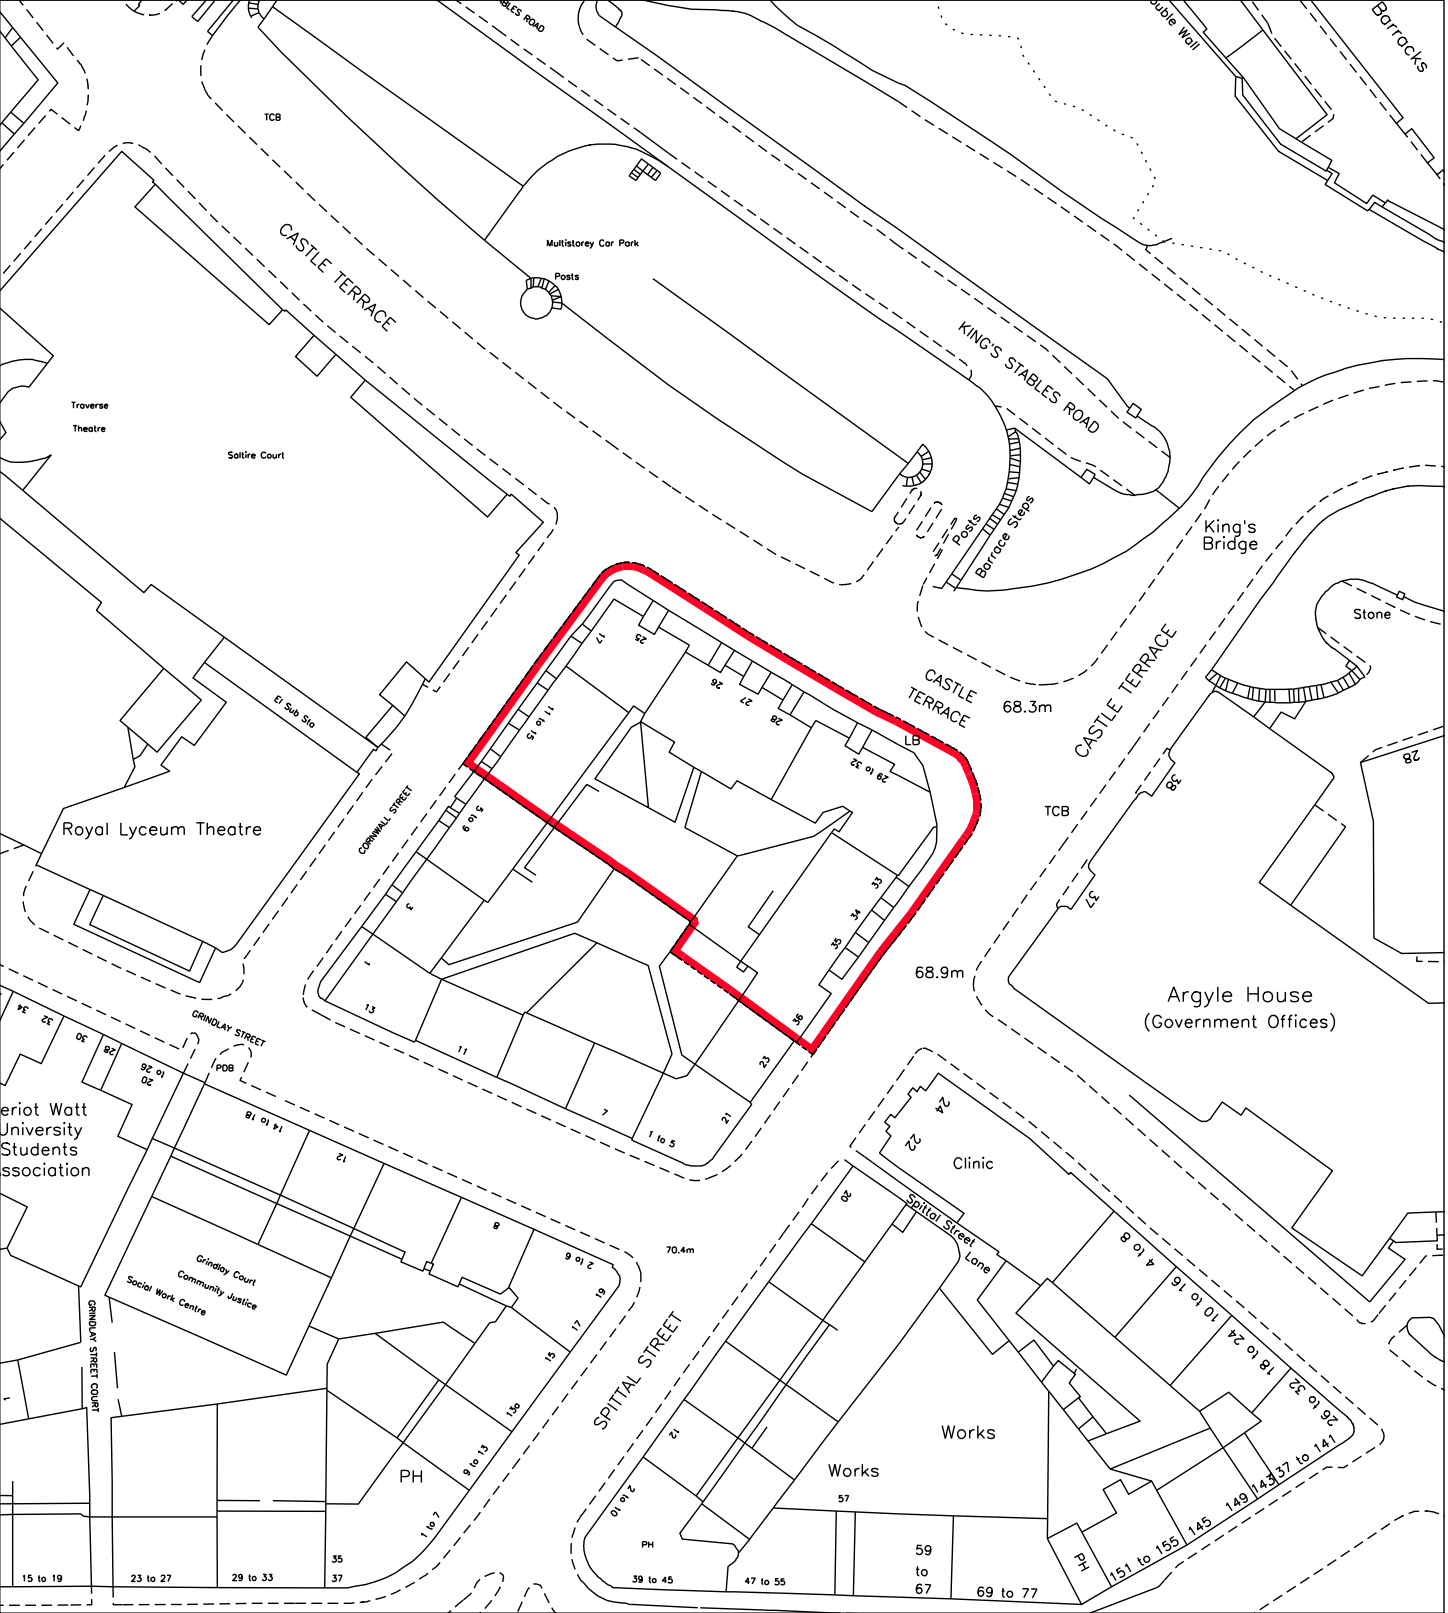 BLES ROAD
ouble Wall
Barracks
TCB
CASTLE TERRACE
Multistorey Car Park
Posts
KING'S STABLES ROAD
Traverse
Theatre
Saltire Court
Posts
Barrace Steps
King's
Bridge
Stone
El Sub Sta
CASTLE
TERRACE
68.3m
CASTLE TERRACE
LB
17
25
26
27
28
29 to 32
11 to 15
5 to 9
3
1
13
33
34
35
36
38
37
28
TCB
Royal Lyceum Theatre
CORNWALL STREET
68.9m
Argyle House
(Government Offices)
GRINDLAY STREET
PDB
34
32
30
28
20
to 26
14 to 18
12
8
2 to 6
11
7
1 to 5
21
23
eriot Watt
University
Students
ssociation
24
22
Clinic
Spittal Street
Lane
20
70.4m
Grindlay Court
Community Justice
Social Work Centre
GRINDLAY STREET COURT
19
17
15
13a
9 to 13
1 to 7
PH
SPITTAL STREET
12
2 to 10
4 to 8
10 to 16
18 to 24
26 to 32
Works
Works
57
137 to 141
143
149
145
151 to 155
PH
PH
59
to
67
69 to 77
39 to 45
47 to 55
15 to 19
23 to 27
29 to 33
35
37